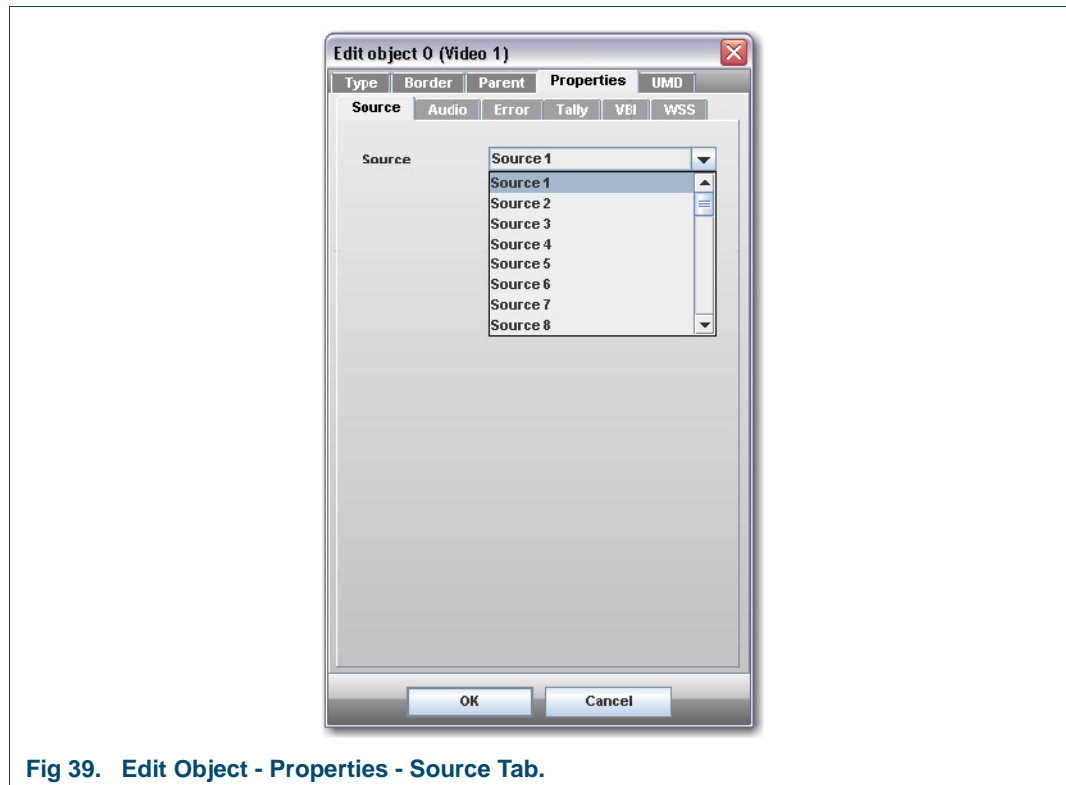 Edit object 0 (Video 1)
Type Border Parent Properties UMD
Source Audio Error Tally VBI WSS
Source Source 1
Source 1
Source 2
Source 3
Source 4
Source 5
Source 6
Source 7
Source 8
OK Cancel
Fig 39. Edit Object - Properties - Source Tab.